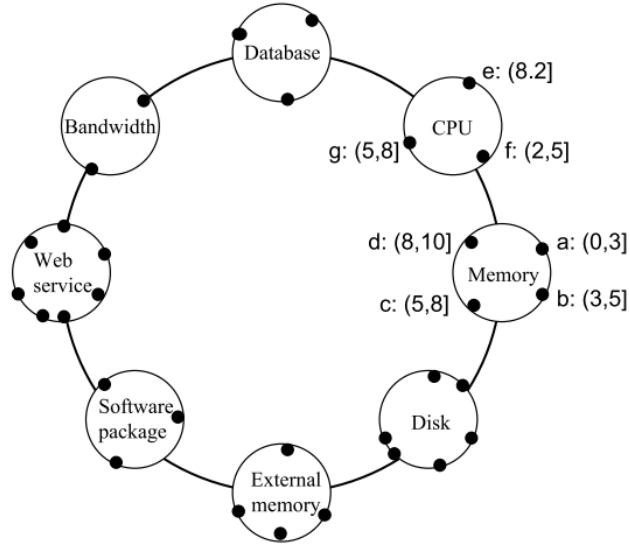 Database
e: (8.2]
Bandwidth
CPU
g: (5,8]
f: (2,5]
d: (8,10]
a: (0,3]
Web
service
Memory
c: (5,8]
b: (3,5]
Software
package
Disk
External
memory